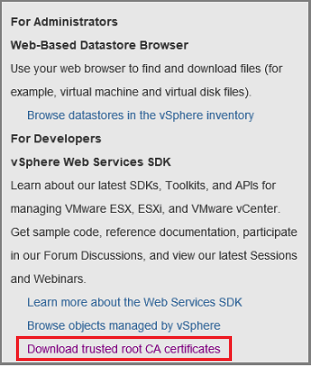 For Administrators
Web-Based Datastore Browser
Use your web browser to find and download files (for
example, virtual machine and virtual disk files).
Browse datastores in the vSphere inventory
For Developers
vSphere Web Services SDK
Learn about our latest SDKs, Toolkits, and APIs for
managing VMware ESX, ESXi, and VMware vCenter.
Get sample code, reference documentation, participate
in our Forum Discussions, and view our latest Sessions
and Webinars.
Learn more about the Web Services SDK
Browse objects managed by vSphere
Download trusted root CA certificates